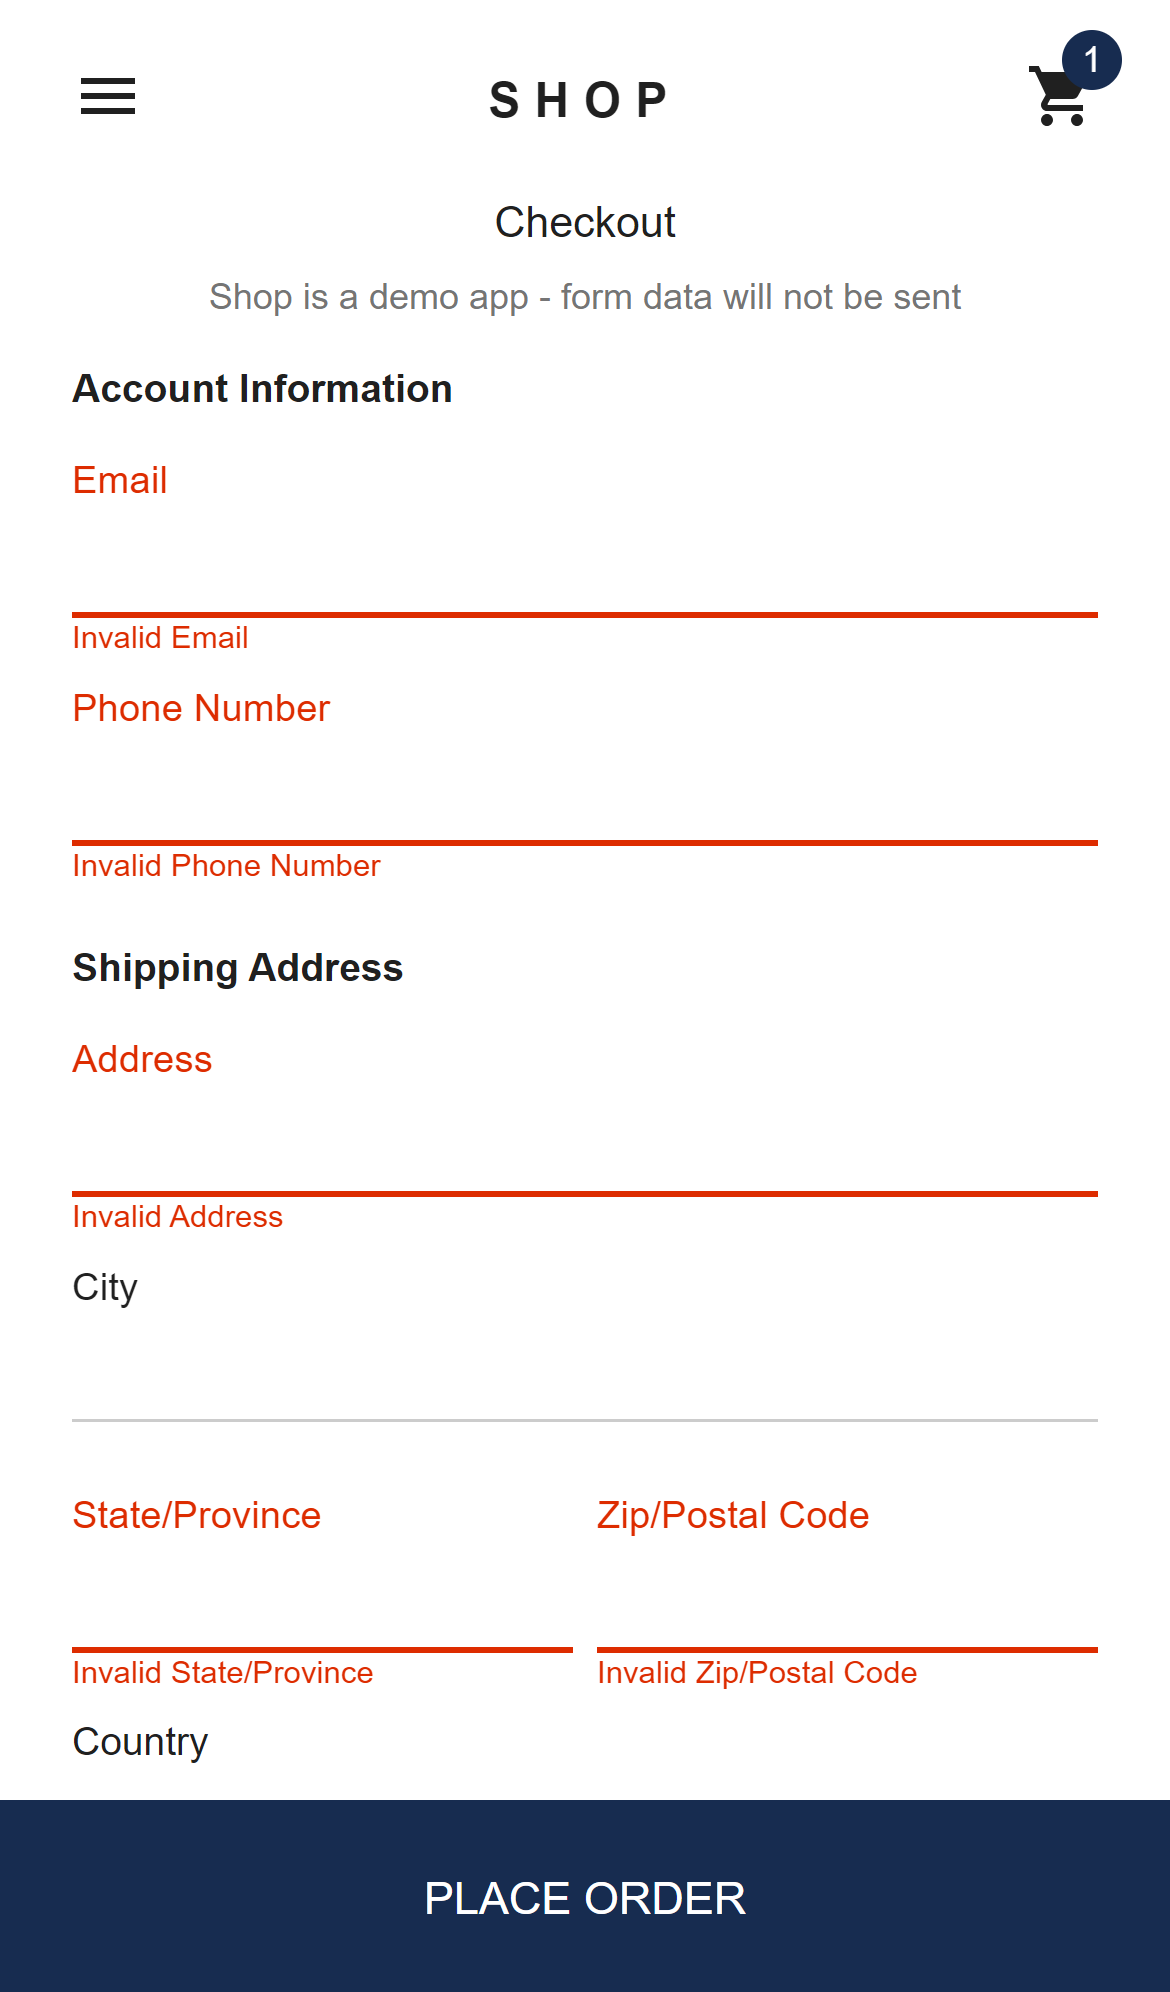 SHOP
1
Checkout
Shop is a demo app - form data will not be sent
Account Information
Email
Invalid Email
Phone Number
Invalid Phone Number
Shipping Address
Address
Invalid Address
City
State/Province
Zip/Postal Code
Invalid State/Province
Invalid Zip/Postal Code
Country
PLACE ORDER